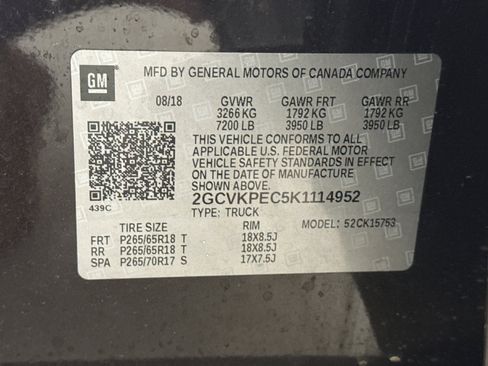 GM
MFD BY GENERAL MOTORS OF CANADA COMPANY
08/18 GVWR GAWR FRT GAWR RR
3266 KG 1792 KG 1792 KG
7200 LB 3950 LB 3950 LB
THIS VEHICLE CONFORMS TO ALL
APPLICABLE U.S. FEDERAL MOTOR
VEHICLE SAFETY STANDARDS IN EFFECT
ON THE DATE OF MANUFACTURE
SHOWN ABOVE.
2GCVKPEC5K1114952
439C TYPE: TRUCK
TIRE SIZE RIM MODEL: 52CK15753
FRT P265/65R18 T 18X8.5J
RR P265/65R18 T 18X8.5J
SPA P265/70R17 S 17X7.5J